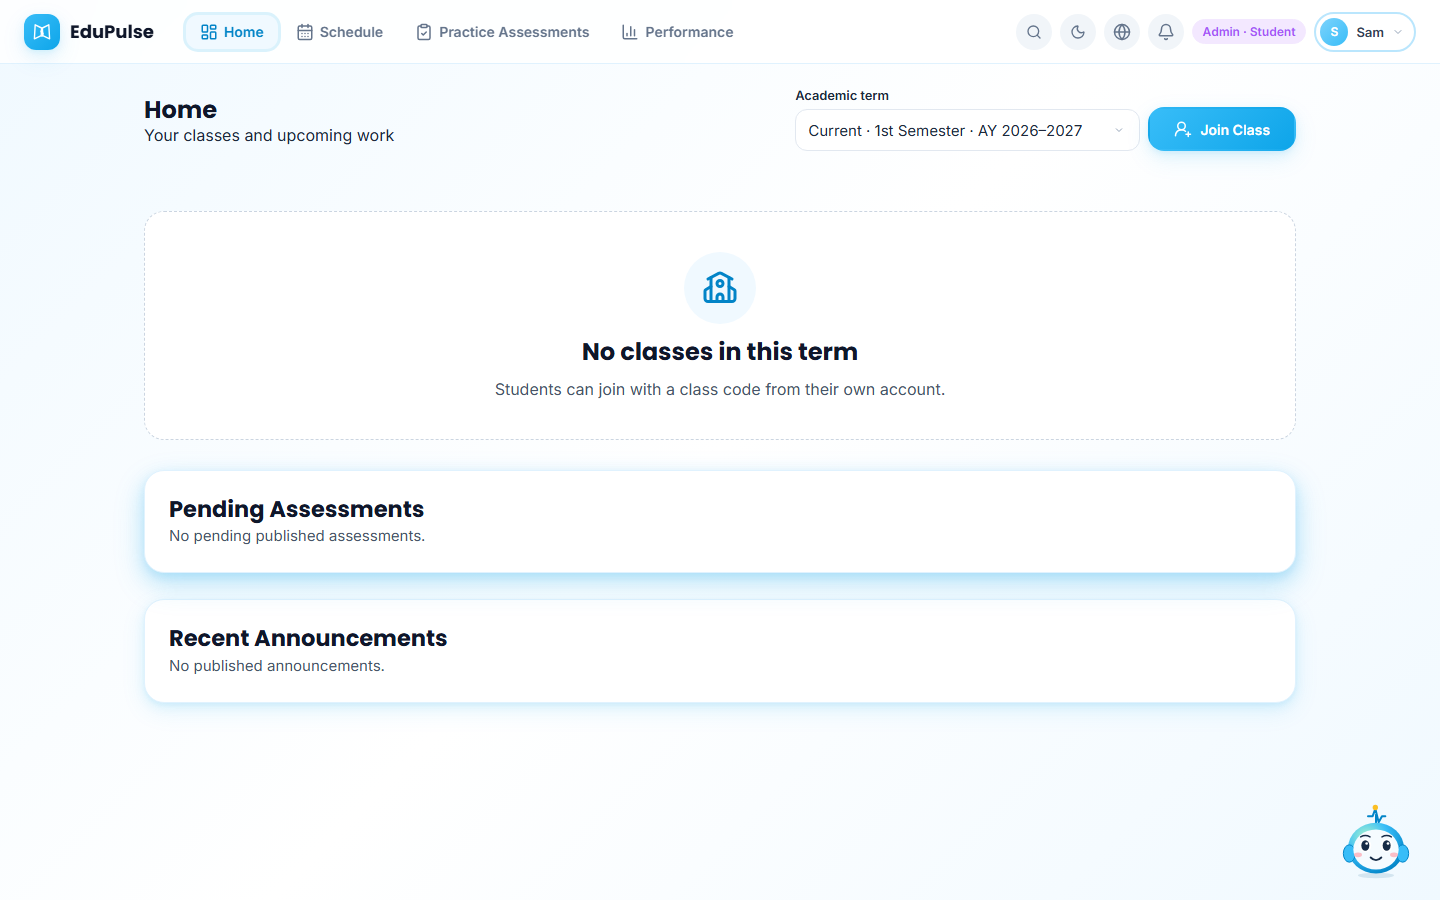 EduPulse
Home
Schedule
Practice Assessments
Performance
Admin · Student
S
Sam
Home
Your classes and upcoming work
Academic term
Current · 1st Semester · AY 2026–2027
Join Class
No classes in this term
Students can join with a class code from their own account.
Pending Assessments
No pending published assessments.
Recent Announcements
No published announcements.